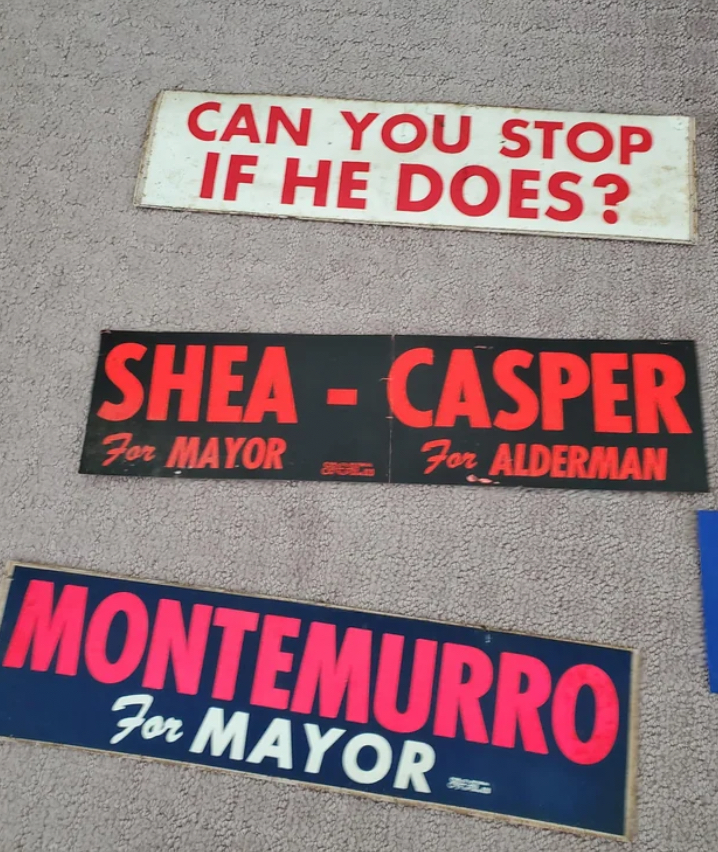 CAN YOU STOP
IF HE DOES?
SHEA - CASPER
For MAYOR For ALDERMAN
MONTEMURRO
For MAYOR